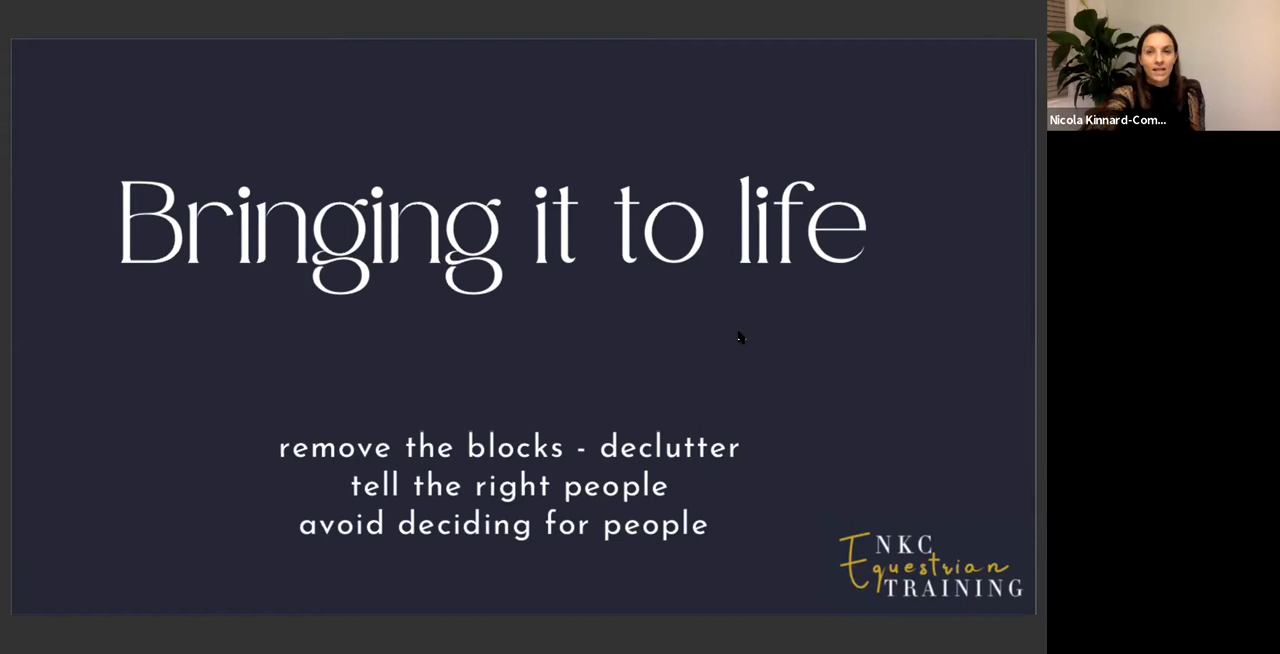 Bringing it to life
remove the blocks - declutter
tell the right people
avoid deciding for people
NKC
Equestrian
TRAINING
Nicola Kinnard-Com...